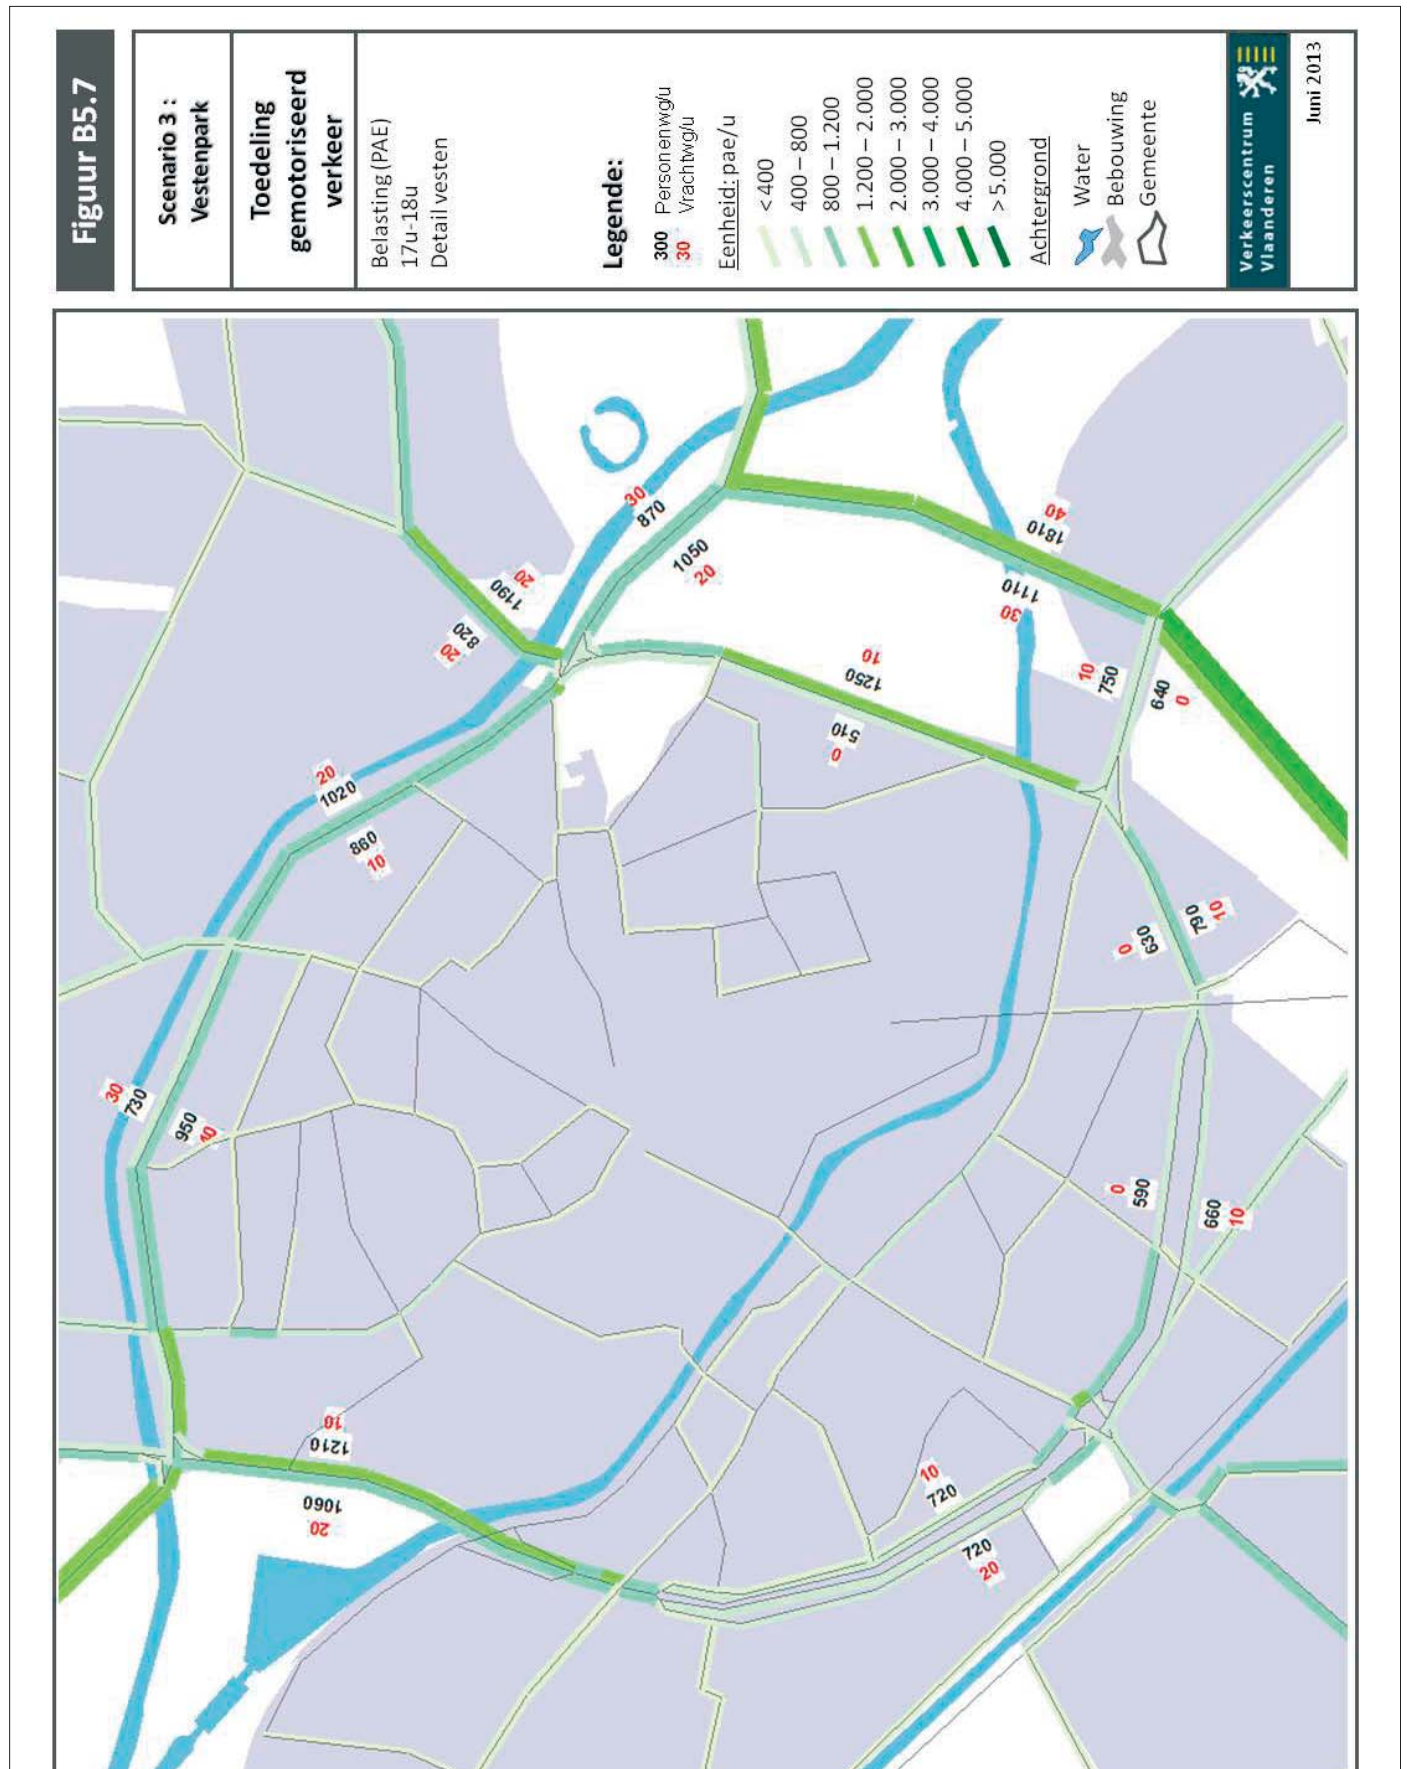 Figuur B5.7
Scenario 3 :
Vestenpark
Toedeling
gemotoriseerd
verkeer
Belasting (PAE)
17u-18u
Detail vesten
Legende:
300 Personenwg/u
30 Vrachtwg/u
Eenheid: pae/u
< 400
400 – 800
800 – 1.200
1.200 – 2.000
2.000 – 3.000
3.000 – 4.000
4.000 – 5.000
> 5.000
Achtergrond
Water
Bebouwing
Gemeente
Verkeerscentrum
Vlaanderen
Juni 2013
30
730
950
10
20
1020
860
10
20
820
1190
20
30
870
1050
20
1810
40
1110
30
1250
10
510
0
10
750
640
0
0
630
790
10
0
590
660
10
10
720
720
20
1210
10
1060
20